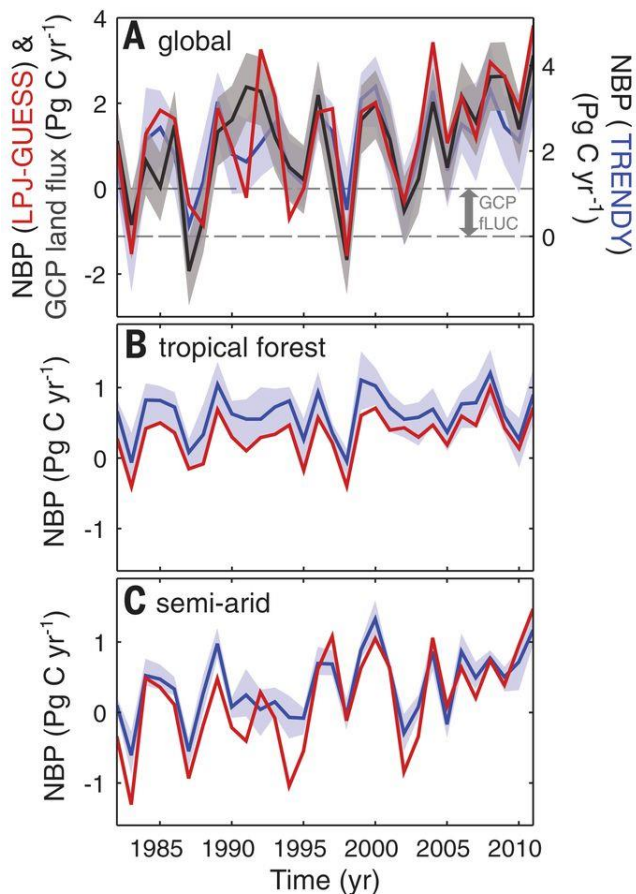 NBP (LPJ-GUESS) &
GCP land flux (Pg C yr⁻¹)
A global
4
2
0
-2
GCP
fLUC
4
2
0
NBP (TRENDY)
(Pg C yr⁻¹)
B tropical forest
NBP (Pg C yr⁻¹)
1
0
-1
C semi-arid
NBP (Pg C yr⁻¹)
1
0
-1
1985 1990 1995 2000 2005 2010
Time (yr)